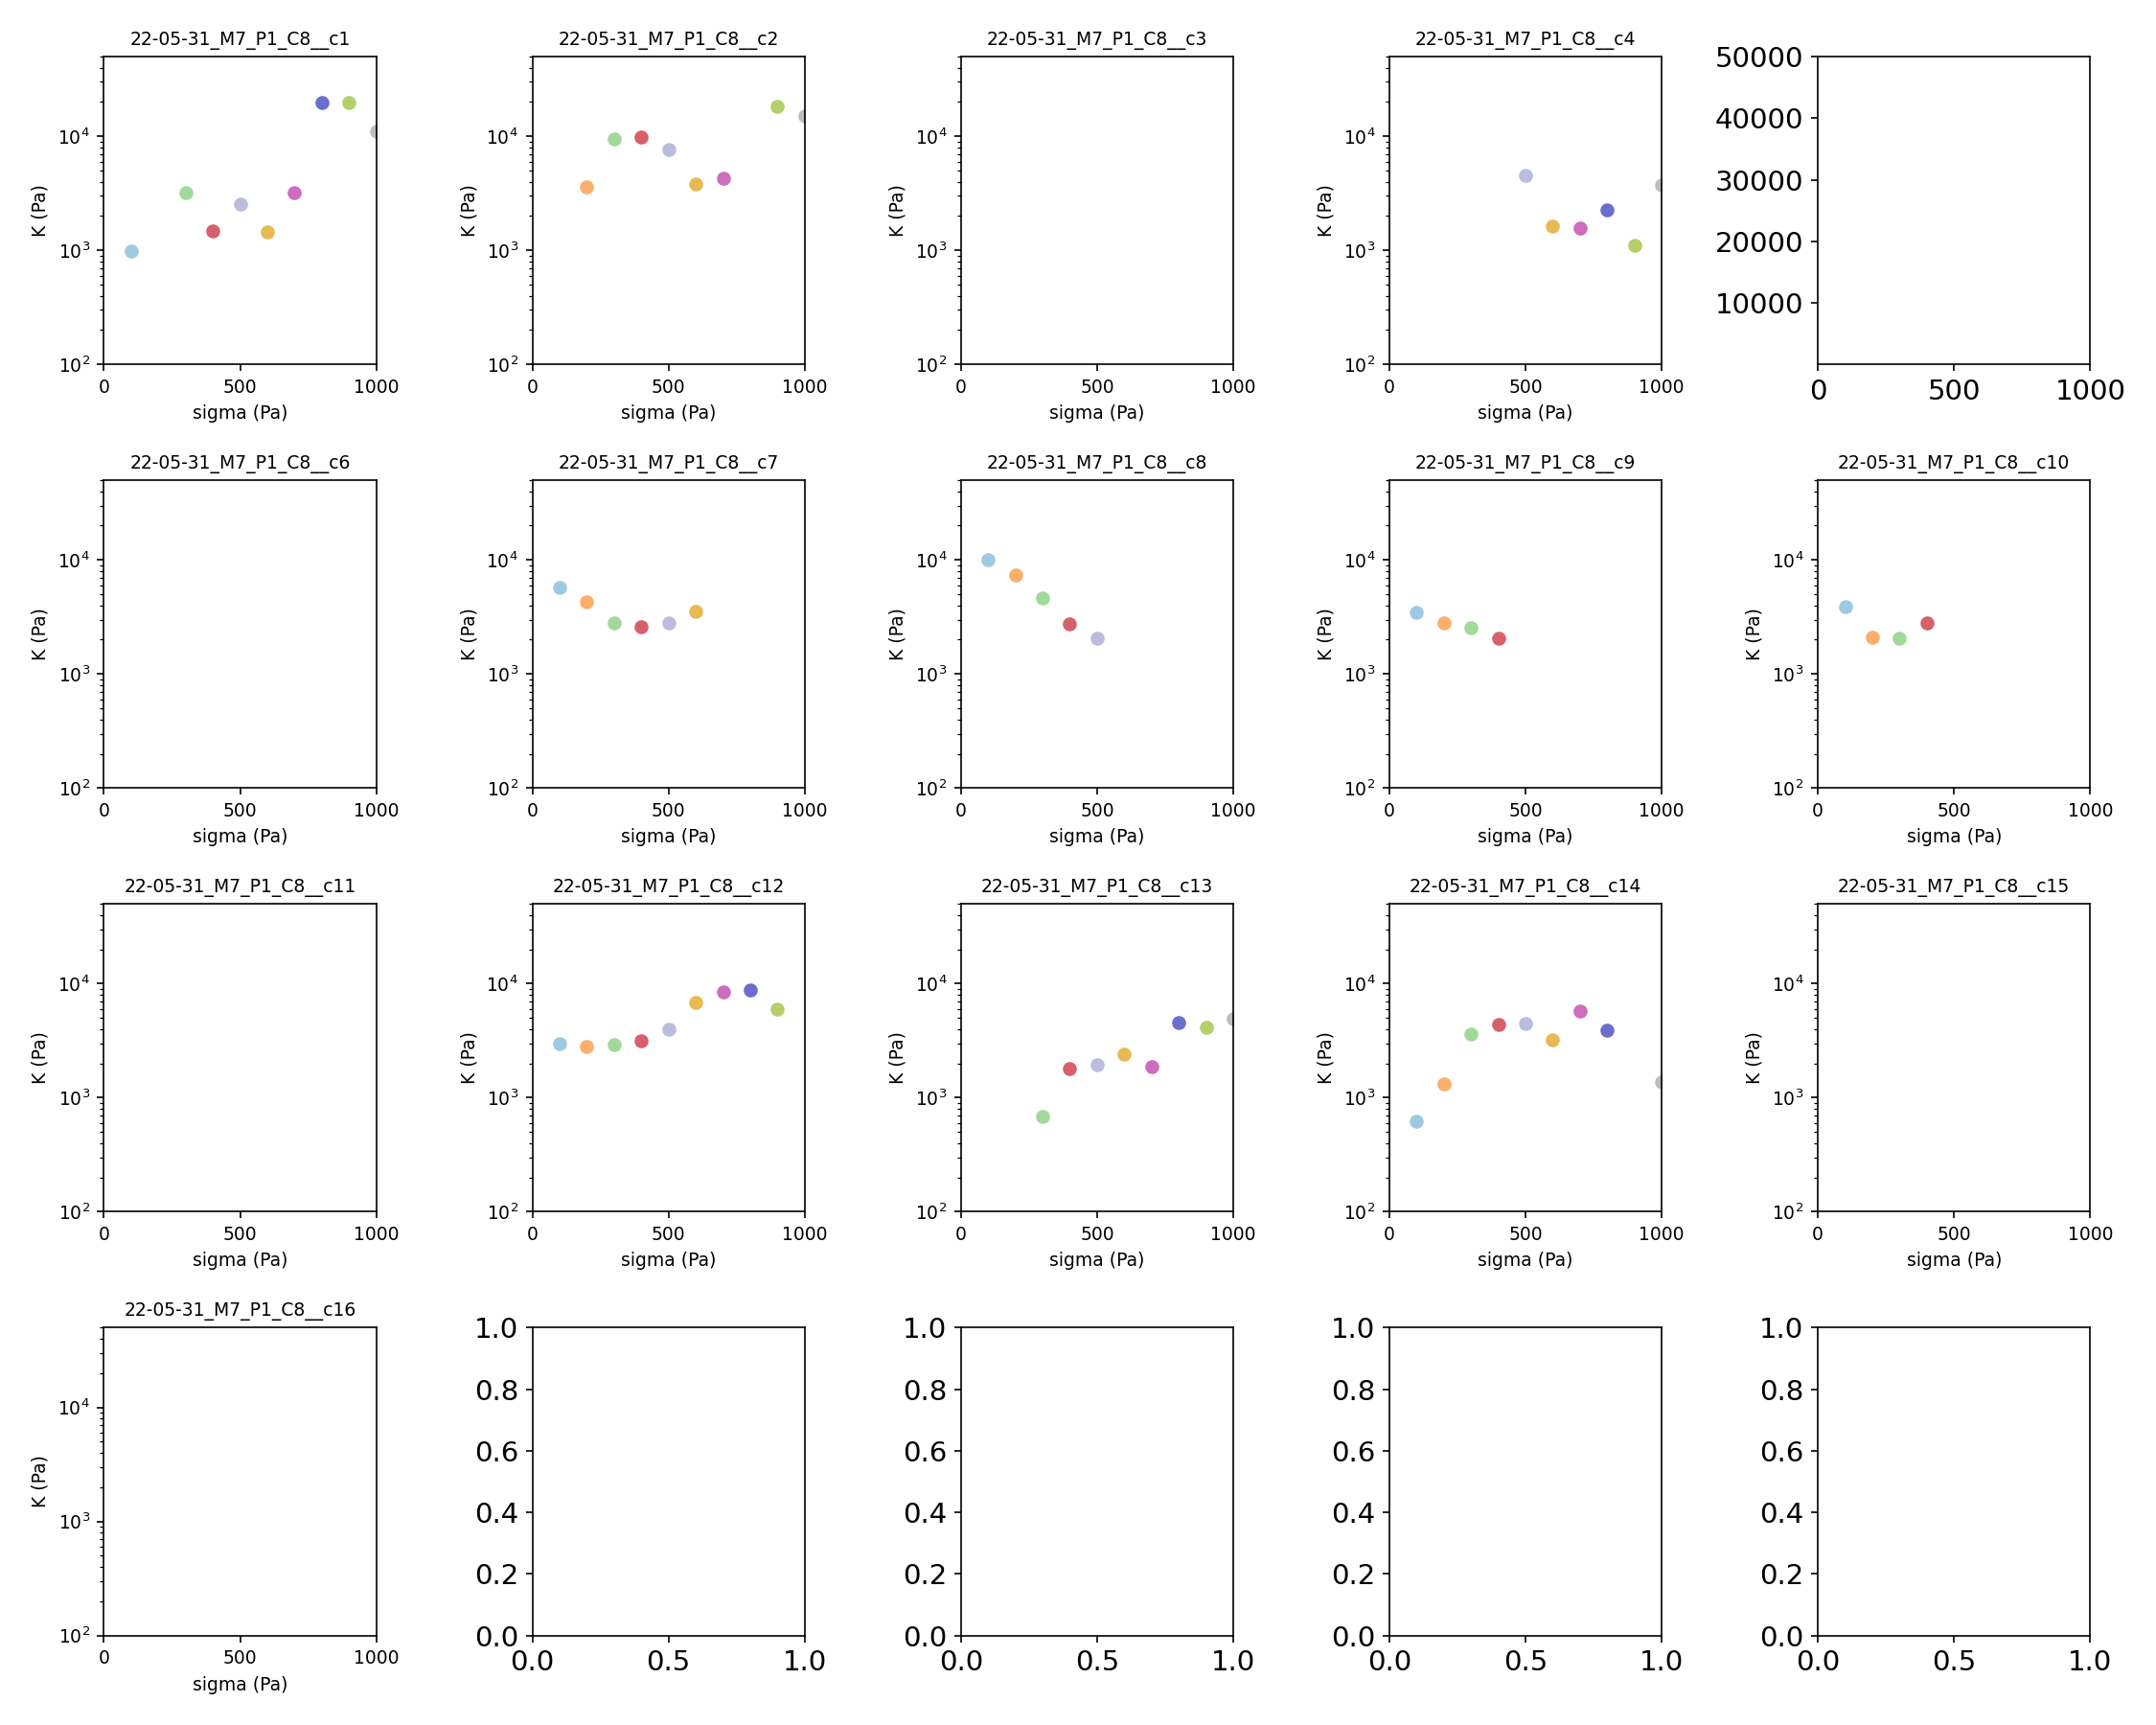 22-05-31_M7_P1_C8__c1 22-05-31_M7_P1_C8__c2 22-05-31_M7_P1_C8__c3 22-05-31_M7_P1_C8__c4
K (Pa) 10⁴ 10³ 10² K (Pa) 10⁴ 10³ 10² K (Pa) 10⁴ 10³ 10² K (Pa) 10⁴ 10³ 10² 50000 40000 30000 20000 10000
0 500 1000 0 500 1000 0 500 1000 0 500 1000 0 500 1000
sigma (Pa) sigma (Pa) sigma (Pa) sigma (Pa)
22-05-31_M7_P1_C8__c6 22-05-31_M7_P1_C8__c7 22-05-31_M7_P1_C8__c8 22-05-31_M7_P1_C8__c9 22-05-31_M7_P1_C8__c10
K (Pa) 10⁴ 10³ 10² K (Pa) 10⁴ 10³ 10² K (Pa) 10⁴ 10³ 10² K (Pa) 10⁴ 10³ 10² K (Pa) 10⁴ 10³ 10²
0 500 1000 0 500 1000 0 500 1000 0 500 1000 0 500 1000
sigma (Pa) sigma (Pa) sigma (Pa) sigma (Pa) sigma (Pa)
22-05-31_M7_P1_C8__c11 22-05-31_M7_P1_C8__c12 22-05-31_M7_P1_C8__c13 22-05-31_M7_P1_C8__c14 22-05-31_M7_P1_C8__c15
K (Pa) 10⁴ 10³ 10² K (Pa) 10⁴ 10³ 10² K (Pa) 10⁴ 10³ 10² K (Pa) 10⁴ 10³ 10² K (Pa) 10⁴ 10³ 10²
0 500 1000 0 500 1000 0 500 1000 0 500 1000 0 500 1000
sigma (Pa) sigma (Pa) sigma (Pa) sigma (Pa) sigma (Pa)
22-05-31_M7_P1_C8__c16
K (Pa) 10⁴ 10³ 10² 1.0 0.8 0.6 0.4 0.2 0.0 1.0 0.8 0.6 0.4 0.2 0.0 1.0 0.8 0.6 0.4 0.2 0.0 1.0 0.8 0.6 0.4 0.2 0.0
0 500 1000 0.0 0.5 1.0 0.0 0.5 1.0 0.0 0.5 1.0 0.0 0.5 1.0
sigma (Pa)